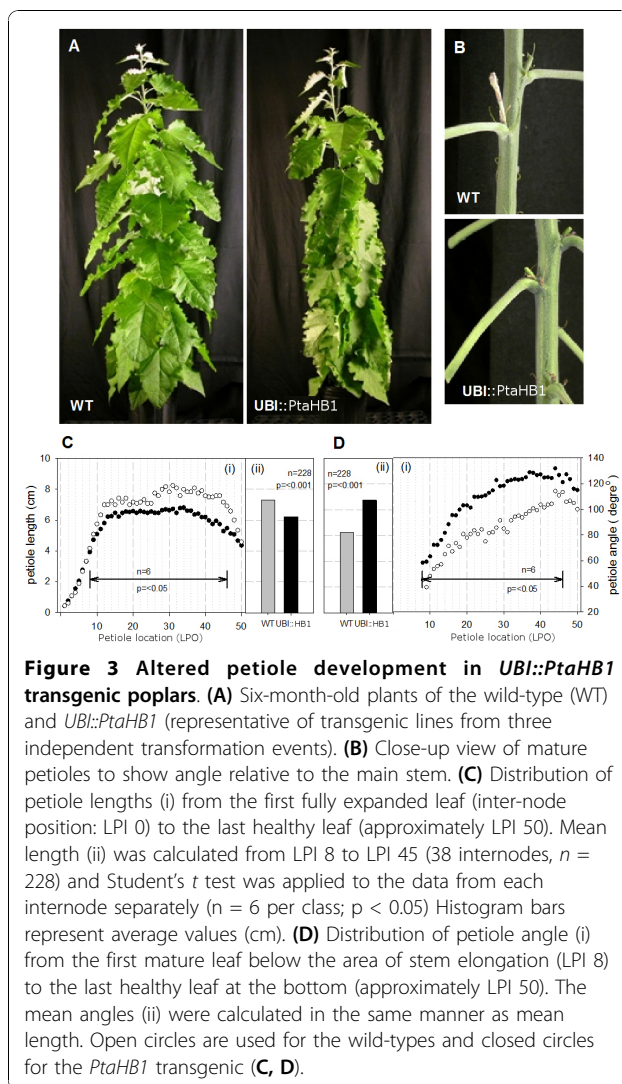 A
B
WT
UBI::PtaHB1
WT
UBI::PtaHB1
C
D
(i)
(ii)
n=228
p=<0.001
n=228
p=<0.001
(ii)
(i)
petiole length (cm)
10
8
6
4
2
0
n=6
p=<0.05
0 10 20 30 40 50
Petiole location (LPO)
WT UBI::HB1
WT UBI::HB1
n=6
p=<0.05
10 20 30 40 50
Petiole location (LPO)
140
120
100
80
60
40
20
petiole angle ( degre°)
Figure 3 Altered petiole development in UBI::PtaHB1
transgenic poplars. (A) Six-month-old plants of the wild-type (WT)
and UBI::PtaHB1 (representative of transgenic lines from three
independent transformation events). (B) Close-up view of mature
petioles to show angle relative to the main stem. (C) Distribution of
petiole lengths (i) from the first fully expanded leaf (inter-node
position: LPI 0) to the last healthy leaf (approximately LPI 50). Mean
length (ii) was calculated from LPI 8 to LPI 45 (38 internodes, n =
228) and Student's t test was applied to the data from each
internode separately (n = 6 per class; p < 0.05) Histogram bars
represent average values (cm). (D) Distribution of petiole angle (i)
from the first mature leaf below the area of stem elongation (LPI 8)
to the last healthy leaf at the bottom (approximately LPI 50). The
mean angles (ii) were calculated in the same manner as mean
length. Open circles are used for the wild-types and closed circles
for the PtaHB1 transgenic (C, D).